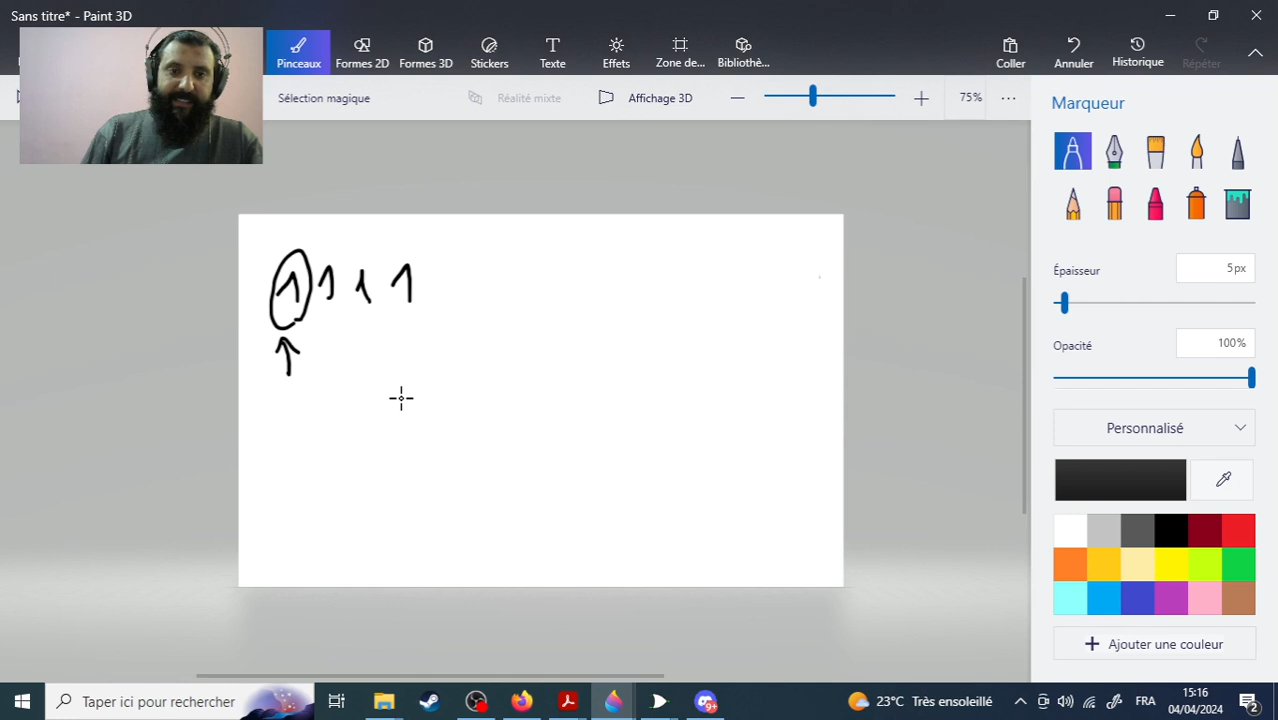 Sans titre* - Paint 3D
Pinceaux Formes 2D Formes 3D Stickers Texte Effets Zone de... Bibliothè... Coller Annuler Historique Répéter
Sélection magique Réalité mixte Affichage 3D 75%
Marqueur
Épaisseur 5px
Opacité 100%
Personnalisé
Ajouter une couleur
1 1 1 1
Taper ici pour rechercher 9+ 23°C Très ensoleillé FRA 15:16
04/04/2024 2